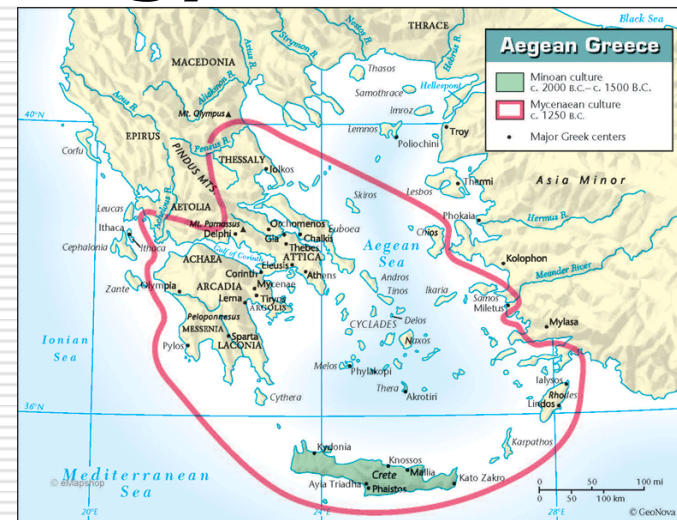 Black Sea
THRACE
Strymon R.
Nestos R.
Hebrus R.
Axius R.
Aegean Greece
Minoan culture
c. 2000 B.C.– c. 1500 B.C.
Mycenaean culture
c. 1250 B.C.
Major Greek centers
MACEDONIA
Thasos
Samothrace
Hellespont
Aliakmon R.
Aous R.
Mt. Olympus
Imroz
40°N
Lemnos
Troy
Poliochini
EPIRUS
Peneus R.
Corfu
PINDUS MTS.
THESSALY
Iolkos
Lesbos
Thermi
Asia Minor
Skiros
Leucas
AETOLIA
Achelous R.
Phokaia
Hermus R.
Mt. Parnassus
Orchomenos
Euboea
Ithaca
Delphi
Gla
Chalkis
Chios
Thebes
Ithaca
Cephalonia
Gulf of Corinth
ATTICA
Aegean
Sea
Kolophon
ACHAEA
Eleusis
Athens
Meander River
Corinth
Andros
Zante
Olympia
ARCADIA
Mycenae
Tinos
Ikaria
Samos
Lerna
Tiryns
ARGOLIS
Miletus
Peloponnesus
CYCLADES
Delos
Mylasa
MESSENIA
Sparta
Naxos
Ionian
Sea
Pylos
LACONIA
Melos
Phylakopi
Thera
Akrotiri
Ialysos
Rhodes
Lindos
Cythera
36°N
Karpathos
Kydonia
Knossos
Mallia
Mediterranean
Sea
Crete
Kato Zakro
Ayia Triadha
Phaistos
© eMapshop
0 50 100 mi
0 50 100 km
20°E
24°E
28°E
© GeoNova